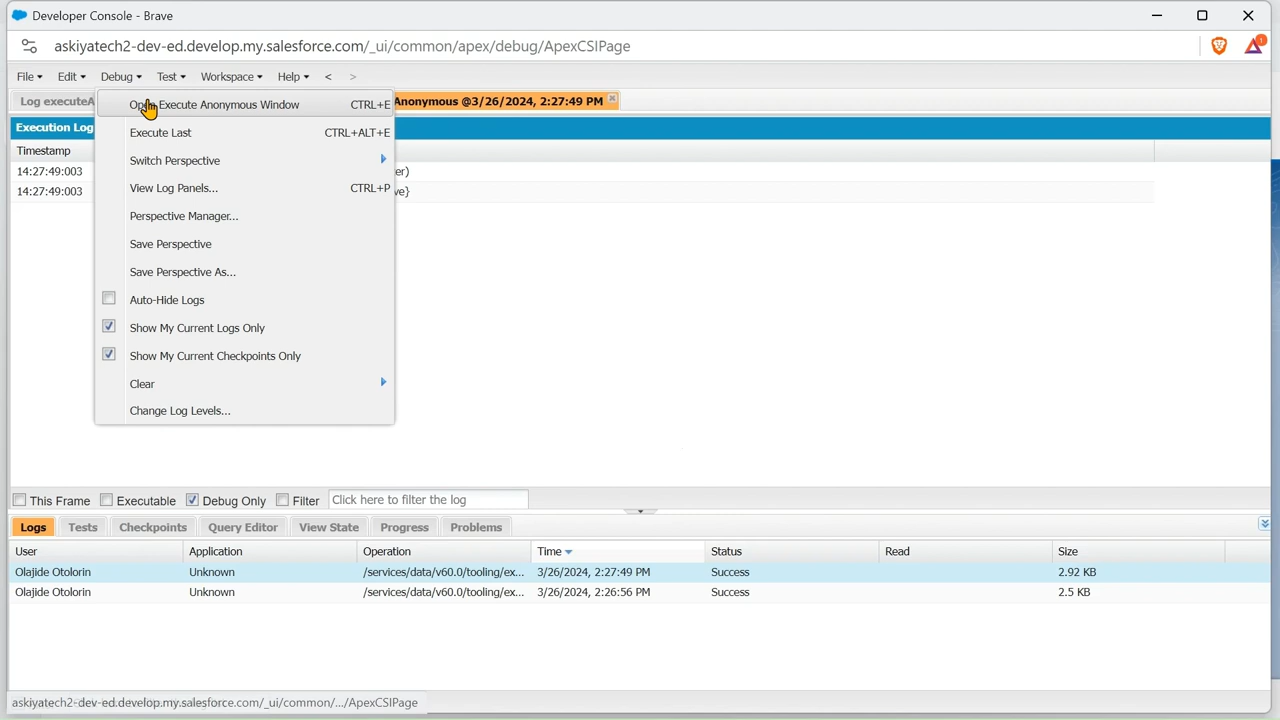 Developer Console - Brave
askiyatech2-dev-ed.develop.my.salesforce.com/_ui/common/apex/debug/ApexCSIPage
File Edit Debug Test Workspace Help < >
Log executeA Anonymous @3/26/2024, 2:27:49 PM
Open Execute Anonymous Window CTRL+E
Execution Log
Execute Last CTRL+ALT+E
Timestamp
Switch Perspective
14:27:49:003 er)
View Log Panels... CTRL+P
14:27:49:003 ve}
Perspective Manager...
Save Perspective
Save Perspective As...
Auto-Hide Logs
Show My Current Logs Only
Show My Current Checkpoints Only
Clear
Change Log Levels...
This Frame Executable Debug Only Filter Click here to filter the log
Logs Tests Checkpoints Query Editor View State Progress Problems
User Application Operation Time Status Read Size
Olajide Otolorin Unknown /services/data/v60.0/tooling/ex... 3/26/2024, 2:27:49 PM Success 2.92 KB
Olajide Otolorin Unknown /services/data/v60.0/tooling/ex... 3/26/2024, 2:26:56 PM Success 2.5 KB
askiyatech2-dev-ed.develop.my.salesforce.com/_ui/common/.../ApexCSIPage